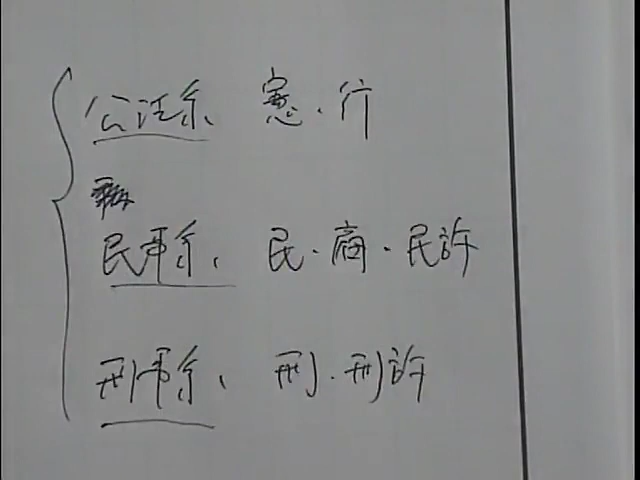 公法系 憲・行
民事系、 民・商・民訴
刑事系、 刑・刑訴